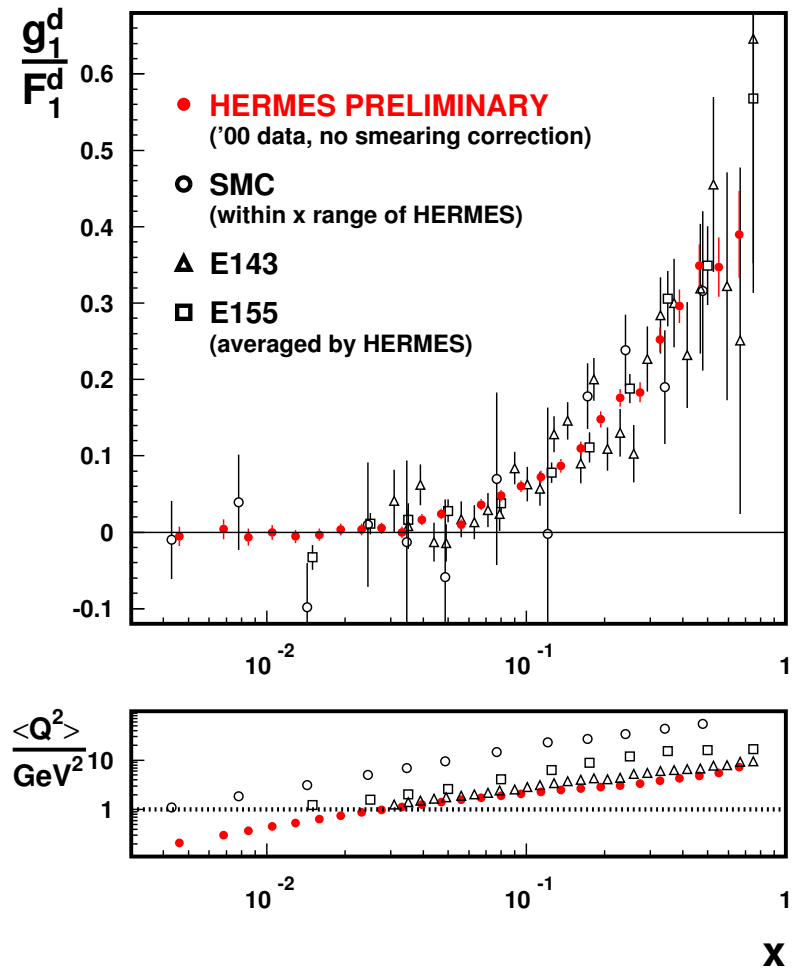 g₁ᵈ
F₁ᵈ
0.6
0.5
0.4
0.3
0.2
0.1
0
-0.1
HERMES PRELIMINARY
('00 data, no smearing correction)
SMC
(within x range of HERMES)
E143
E155
(averaged by HERMES)
10⁻²
10⁻¹
1
<Q²>
GeV²
10
1
10⁻²
10⁻¹
1
x